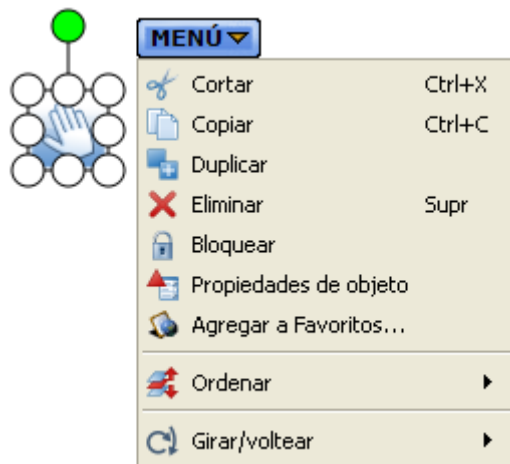 MENÚ
Cortar Ctrl+X
Copiar Ctrl+C
Duplicar
Eliminar Supr
Bloquear
Propiedades de objeto
Agregar a Favoritos...
Ordenar
Girar/voltear